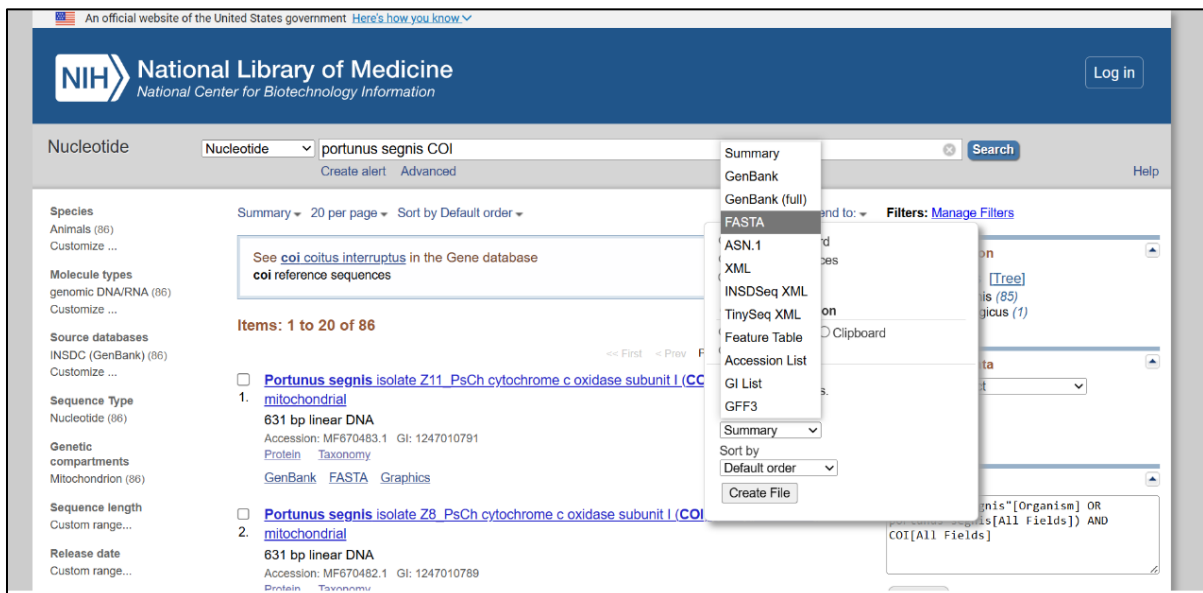 An official website of the United States government Here's how you know
NIH National Library of Medicine
National Center for Biotechnology Information
Log in
Nucleotide
Nucleotide
portunus segnis COI
Search
Create alert Advanced
Help
Species
Animals (86)
Customize ...
Molecule types
genomic DNA/RNA (86)
Customize ...
Source databases
INSDC (GenBank) (86)
Customize ...
Sequence Type
Nucleotide (86)
Genetic
compartments
Mitochondrion (86)
Sequence length
Custom range...
Release date
Custom range...
Summary 20 per page Sort by Default order
See coi coitus interruptus in the Gene database
coi reference sequences
Items: 1 to 20 of 86
<< First < Prev
Portunus segnis isolate Z11_PsCh cytochrome c oxidase subunit I (CO
1. mitochondrial
631 bp linear DNA
Accession: MF670483.1 GI: 1247010791
Protein Taxonomy
GenBank FASTA Graphics
Portunus segnis isolate Z8_PsCh cytochrome c oxidase subunit I (COI
2. mitochondrial
631 bp linear DNA
Accession: MF670482.1 GI: 1247010789
Protein Taxonomy
Summary
GenBank
GenBank (full)
FASTA
ASN.1
XML
INSDSeq XML
TinySeq XML
Feature Table
Accession List
GI List
GFF3
Summary
Sort by
Default order
Create File
Clipboard
end to:
Filters: Manage Filters
[Tree]
(85)
(1)
[Organism] OR
segnis[All Fields]) AND
COI[All Fields]